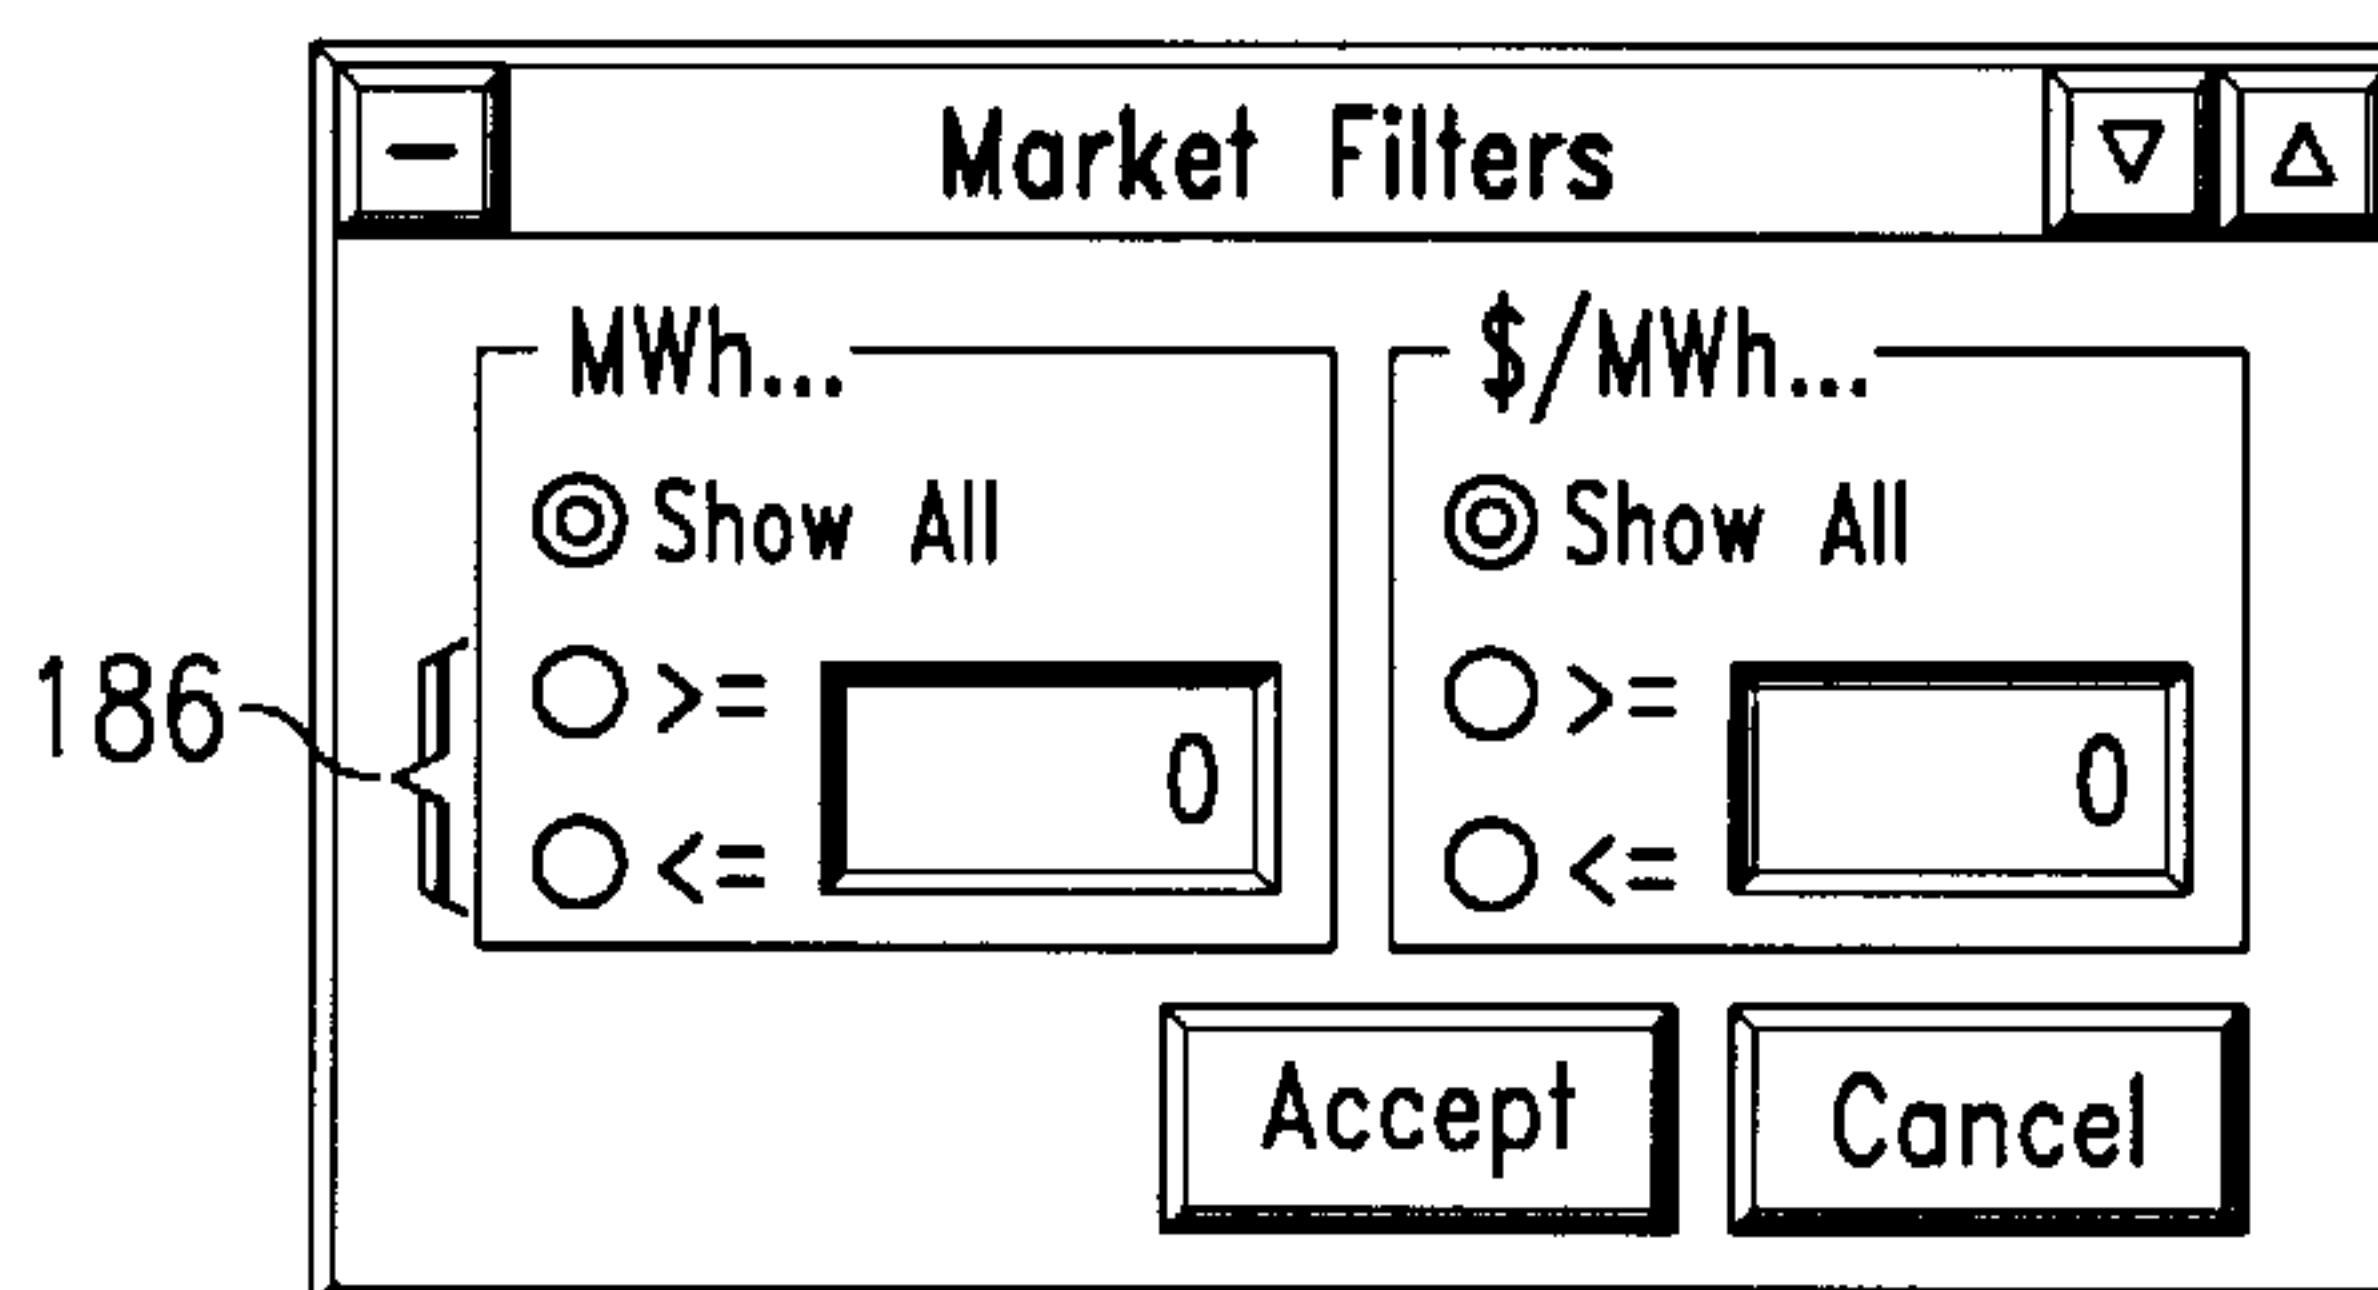 Market Filters
MWh... $/MWh...
Show All Show All
186
>= 0 >= 0
<= <=
Accept Cancel